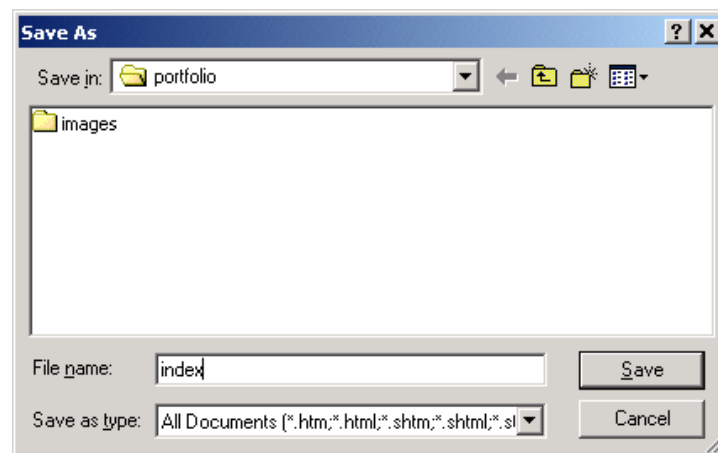 Save As
Save in: portfolio
images
File name: index Save
Save as type: All Documents (*.htm;*.html;*.shtm;*.shtml;*.sl Cancel